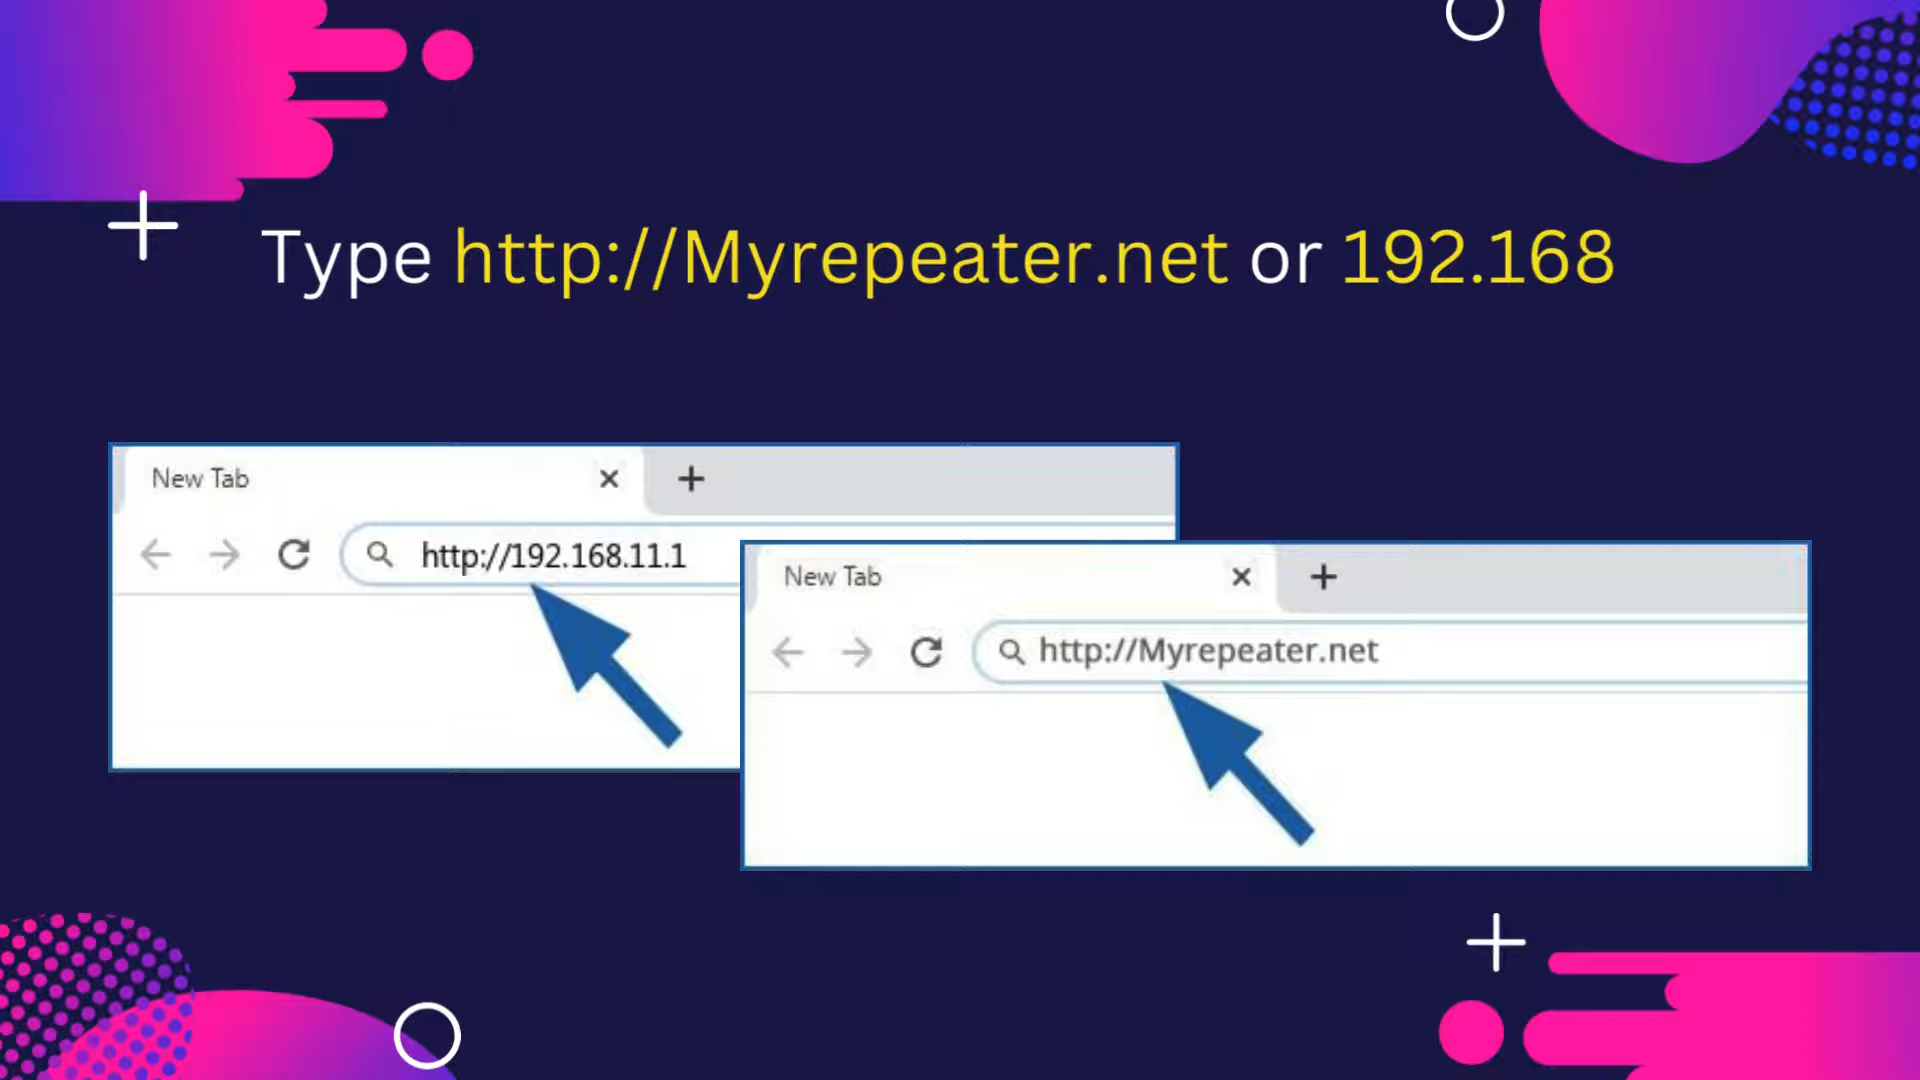 Type http://Myrepeater.net or 192.168
New Tab
http://192.168.11.1
New Tab
http://Myrepeater.net